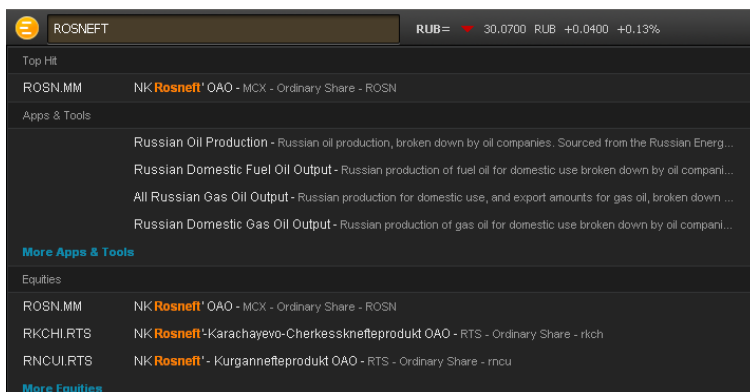 ROSNEFT RUB= 30.0700 RUB +0.0400 +0.13%
Top Hit
ROSN.MM NK Rosneft' OAO - MCX - Ordinary Share - ROSN
Apps & Tools
Russian Oil Production - Russian oil production, broken down by oil companies. Sourced from the Russian Energ...
Russian Domestic Fuel Oil Output - Russian production of fuel oil for domestic use broken down by oil compani...
All Russian Gas Oil Output - Russian production for domestic use, and export amounts for gas oil, broken down ...
Russian Domestic Gas Oil Output - Russian production of gas oil for domestic use broken down by oil compani...
More Apps & Tools
Equities
ROSN.MM NK Rosneft' OAO - MCX - Ordinary Share - ROSN
RKCHI.RTS NK Rosneft'-Karachayevo-Cherkessknefteprodukt OAO - RTS - Ordinary Share - rkch
RNCUI.RTS NK Rosneft' - Kurgannefteprodukt OAO - RTS - Ordinary Share - rncu
More Equities